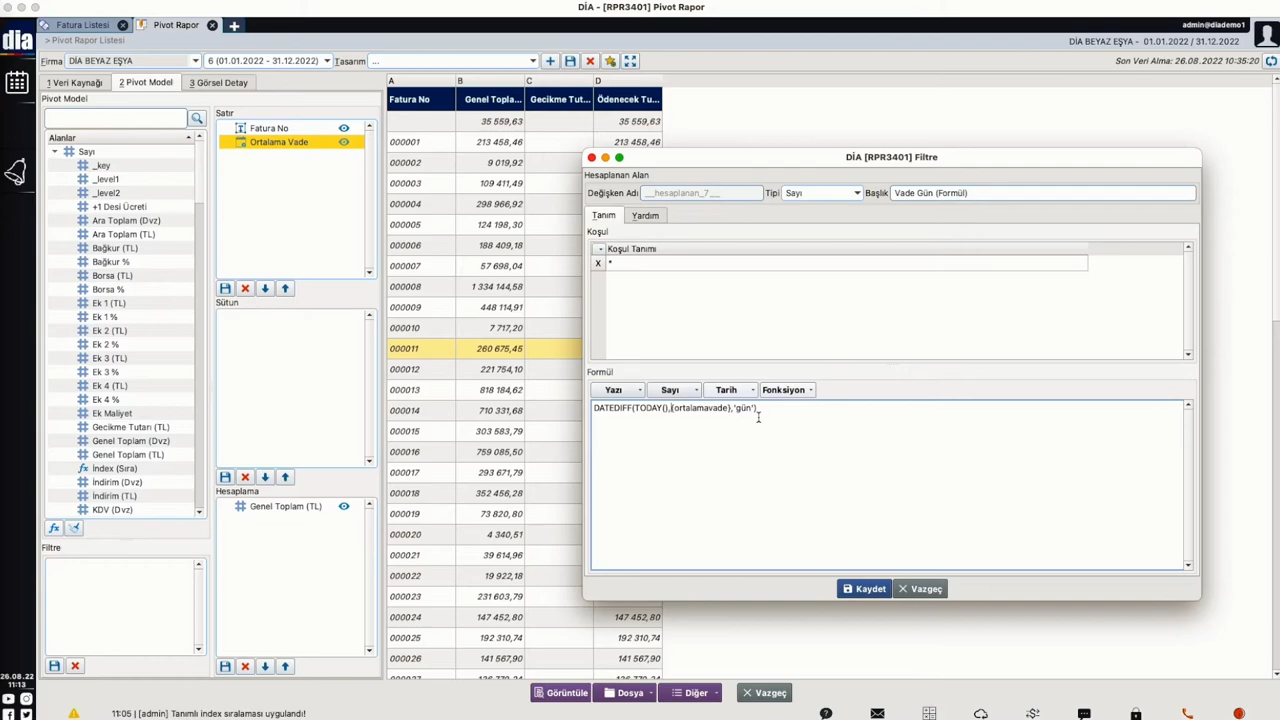 DİA - [RPR3401] Pivot Rapor
dia
Fatura Listesi
Pivot Rapor
admin@diademo1
> Pivot Rapor Listesi
DİA BEYAZ EŞYA - 01.01.2022 / 31.12.2022
Firma
DİA BEYAZ EŞYA
6 (01.01.2022 - 31.12.2022)
Tasarım
...
Son Veri Alma: 26.08.2022 10:35:20
1 Veri Kaynağı
2 Pivot Model
3 Görsel Detay
Pivot Model
Alanlar
Sayı
_key
_level1
_level2
+1 Desi Ücreti
Ara Toplam (Dvz)
Ara Toplam (TL)
Bağkur (TL)
Bağkur %
Borsa (TL)
Borsa %
Ek 1 (TL)
Ek 1 %
Ek 2 (TL)
Ek 2 %
Ek 3 (TL)
Ek 3 %
Ek 4 (TL)
Ek 4 %
Ek Maliyet
Gecikme Tutarı (TL)
Genel Toplam (Dvz)
Genel Toplam (TL)
fx İndex (Sıra)
İndirim (Dvz)
İndirim (TL)
KDV (Dvz)
fx
Filtre
Satır
Fatura No
Ortalama Vade
Sütun
Hesaplama
Genel Toplam (TL)
A B C D
Fatura No Genel Topla... Gecikme Tut... Ödenecek Tu...
35 559,63 35 559,63
000001 213 458,46 213 458,46
000002 9 019,92
000003 109 411,49
000004 298 966,92
000005 124 198,30
000006 188 409,18
000007 57 698,04
000008 1 334 144,58
000009 448 114,91
000010 7 717,20
000011 260 675,45
000012 221 754,10
000013 818 184,62
000014 710 331,68
000015 303 583,79
000016 759 085,50
000017 293 671,79
000018 352 456,28
000019 73 820,80
000020 4 340,51
000021 39 614,96
000022 19 922,18
000023 231 603,79
000024 147 452,80 147 452,80
000025 192 310,74 192 310,74
000026 141 567,90 141 567,90
DİA [RPR3401] Filtre
Hesaplanan Alan
Değişken Adı
__hesaplanan_7__
Tipi
Sayı
Başlık
Vade Gün (Formül)
Tanım
Yardım
Koşul
Koşul Tanımı
X *
Formül
Yazı
Sayı
Tarih
Fonksiyon
DATEDIFF(TODAY(),{ortalamavade},'gün')
Kaydet
Vazgeç
Görüntüle
Dosya
Diğer
Vazgeç
26.08.22
11:13
11:05 | [admin] Tanımlı index sıralaması uygulandı!